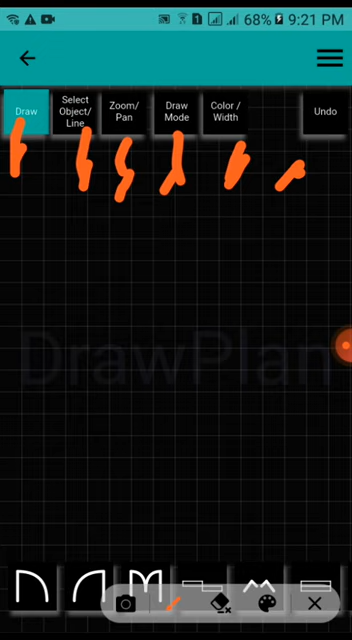 68% 9:21 PM
Draw
Select
Object/
Line
Zoom/
Pan
Draw
Mode
Color /
Width
Undo
DrawPlan